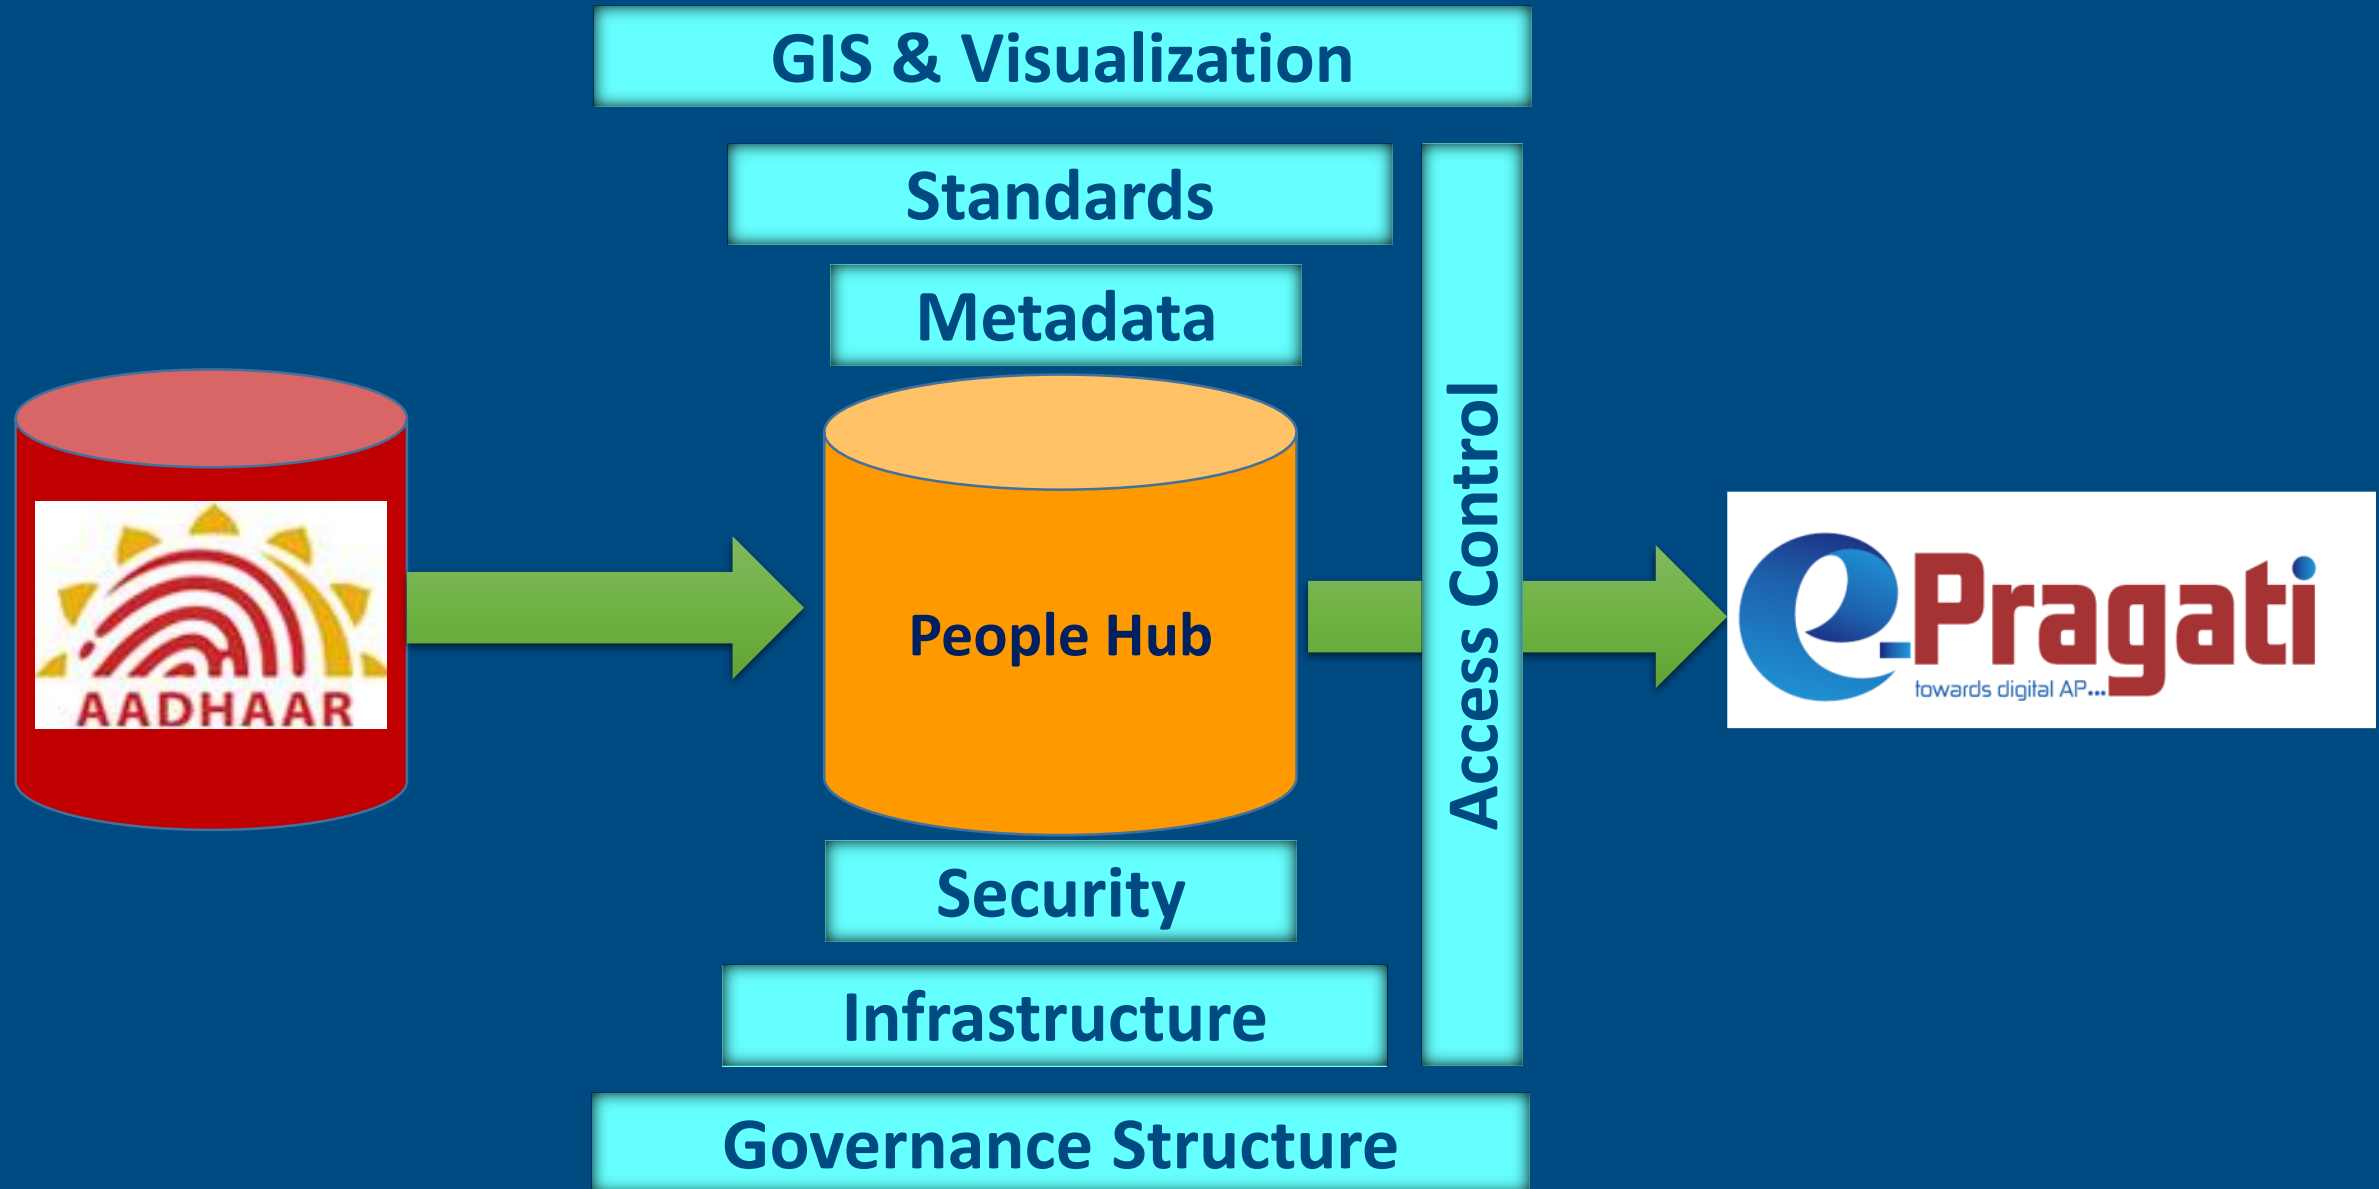 GIS & Visualization
Standards
Metadata
AADHAAR
People Hub
Access Control
e-Pragati
towards digital AP...
Security
Infrastructure
Governance Structure